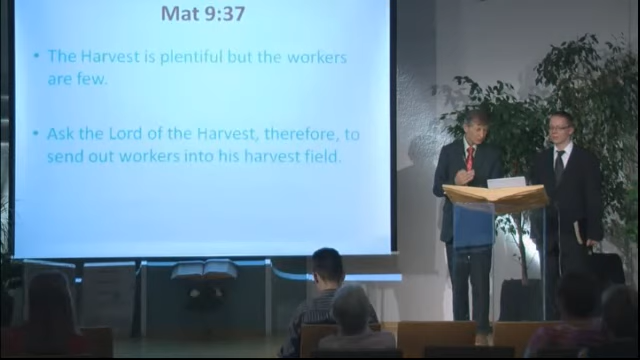 Mat 9:37
• The Harvest is plentiful but the workers
are few.
• Ask the Lord of the Harvest, therefore, to
send out workers into his harvest field.